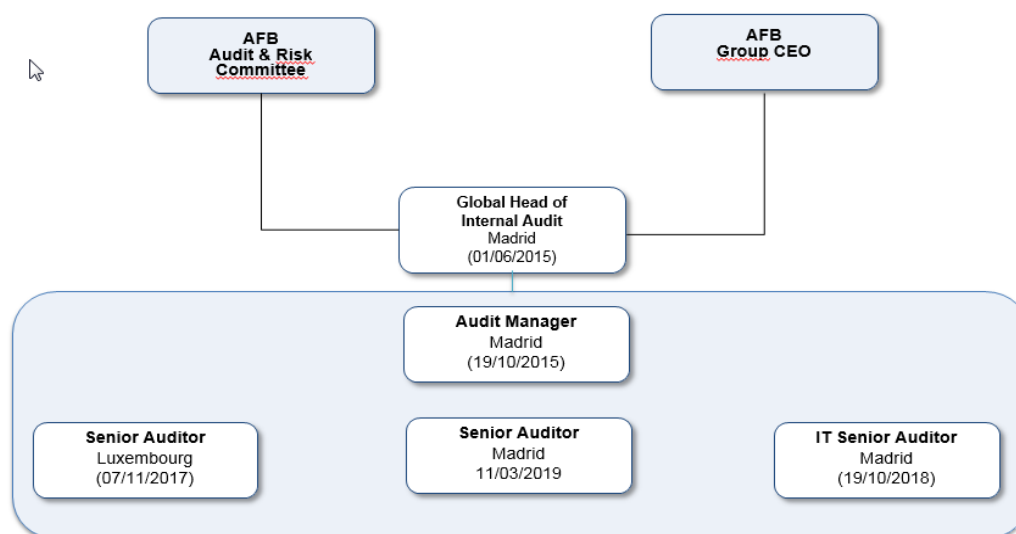 AFB
Audit & Risk
Committee
AFB
Group CEO
Global Head of
Internal Audit
Madrid
(01/06/2015)
Audit Manager
Madrid
(19/10/2015)
Senior Auditor
Luxembourg
(07/11/2017)
Senior Auditor
Madrid
11/03/2019
IT Senior Auditor
Madrid
(19/10/2018)